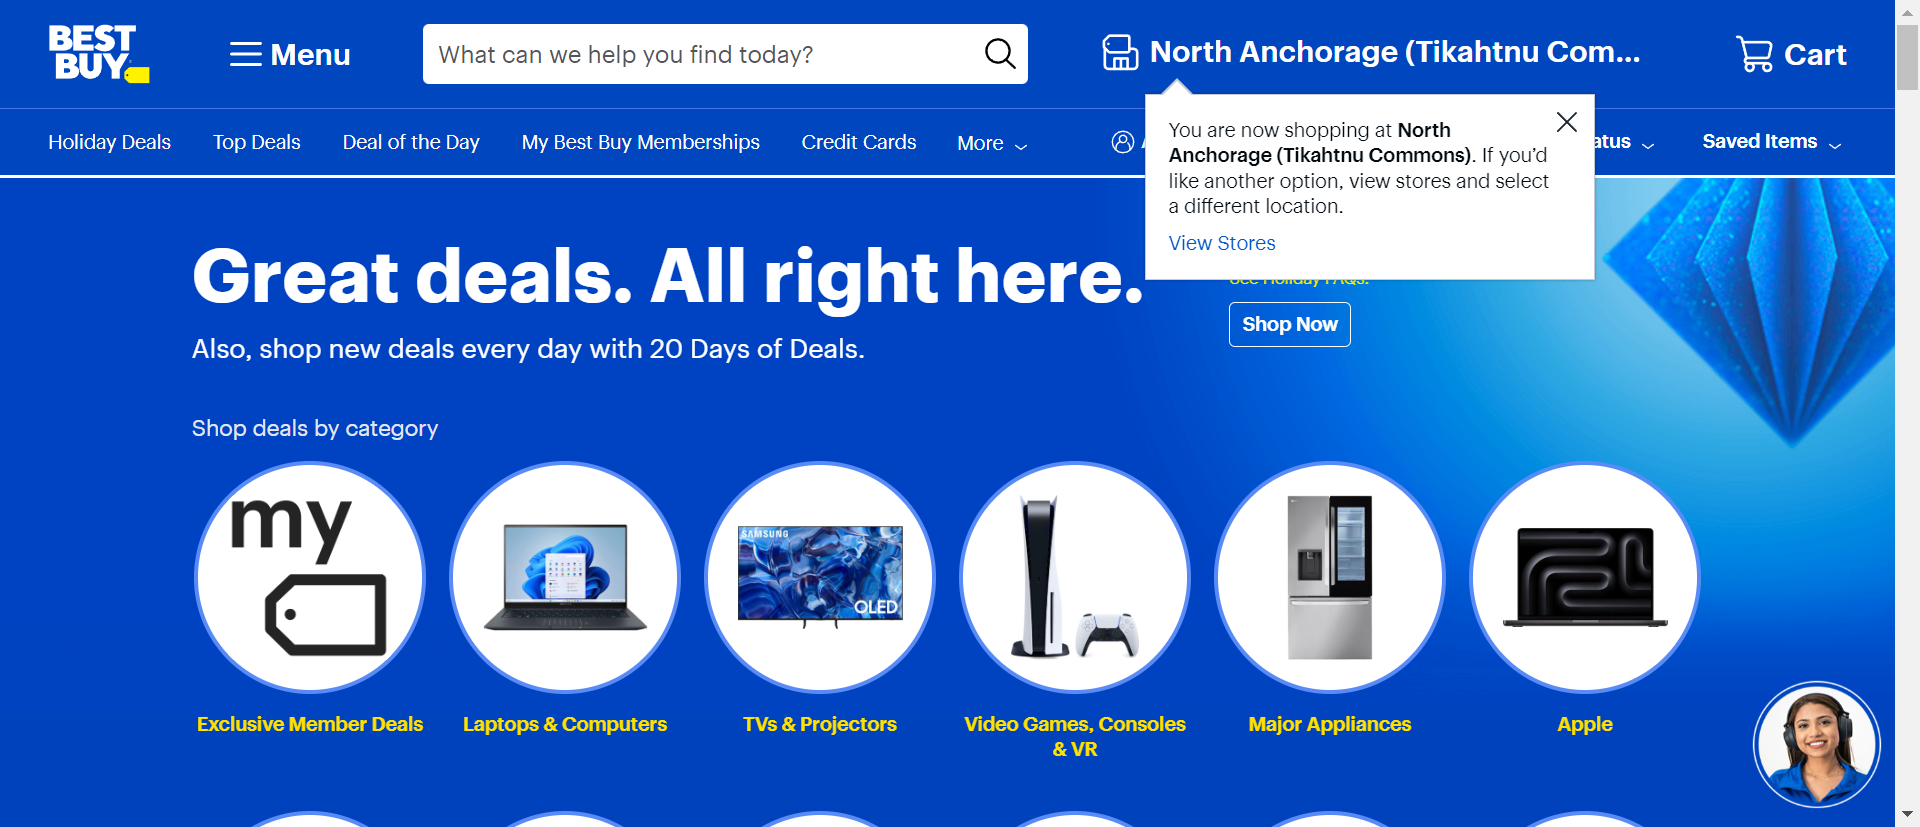 BEST
BUY
Menu
What can we help you find today?
North Anchorage (Tikahtnu Com...
Cart
Holiday Deals
Top Deals
Deal of the Day
My Best Buy Memberships
Credit Cards
More
Saved Items
You are now shopping at North
Anchorage (Tikahtnu Commons). If you'd
like another option, view stores and select
a different location.
View Stores
Great deals. All right here.
See Holiday FAQs.
Shop Now
Also, shop new deals every day with 20 Days of Deals.
Shop deals by category
my
SAMSUNG
OLED
Exclusive Member Deals
Laptops & Computers
TVs & Projectors
Video Games, Consoles
& VR
Major Appliances
Apple